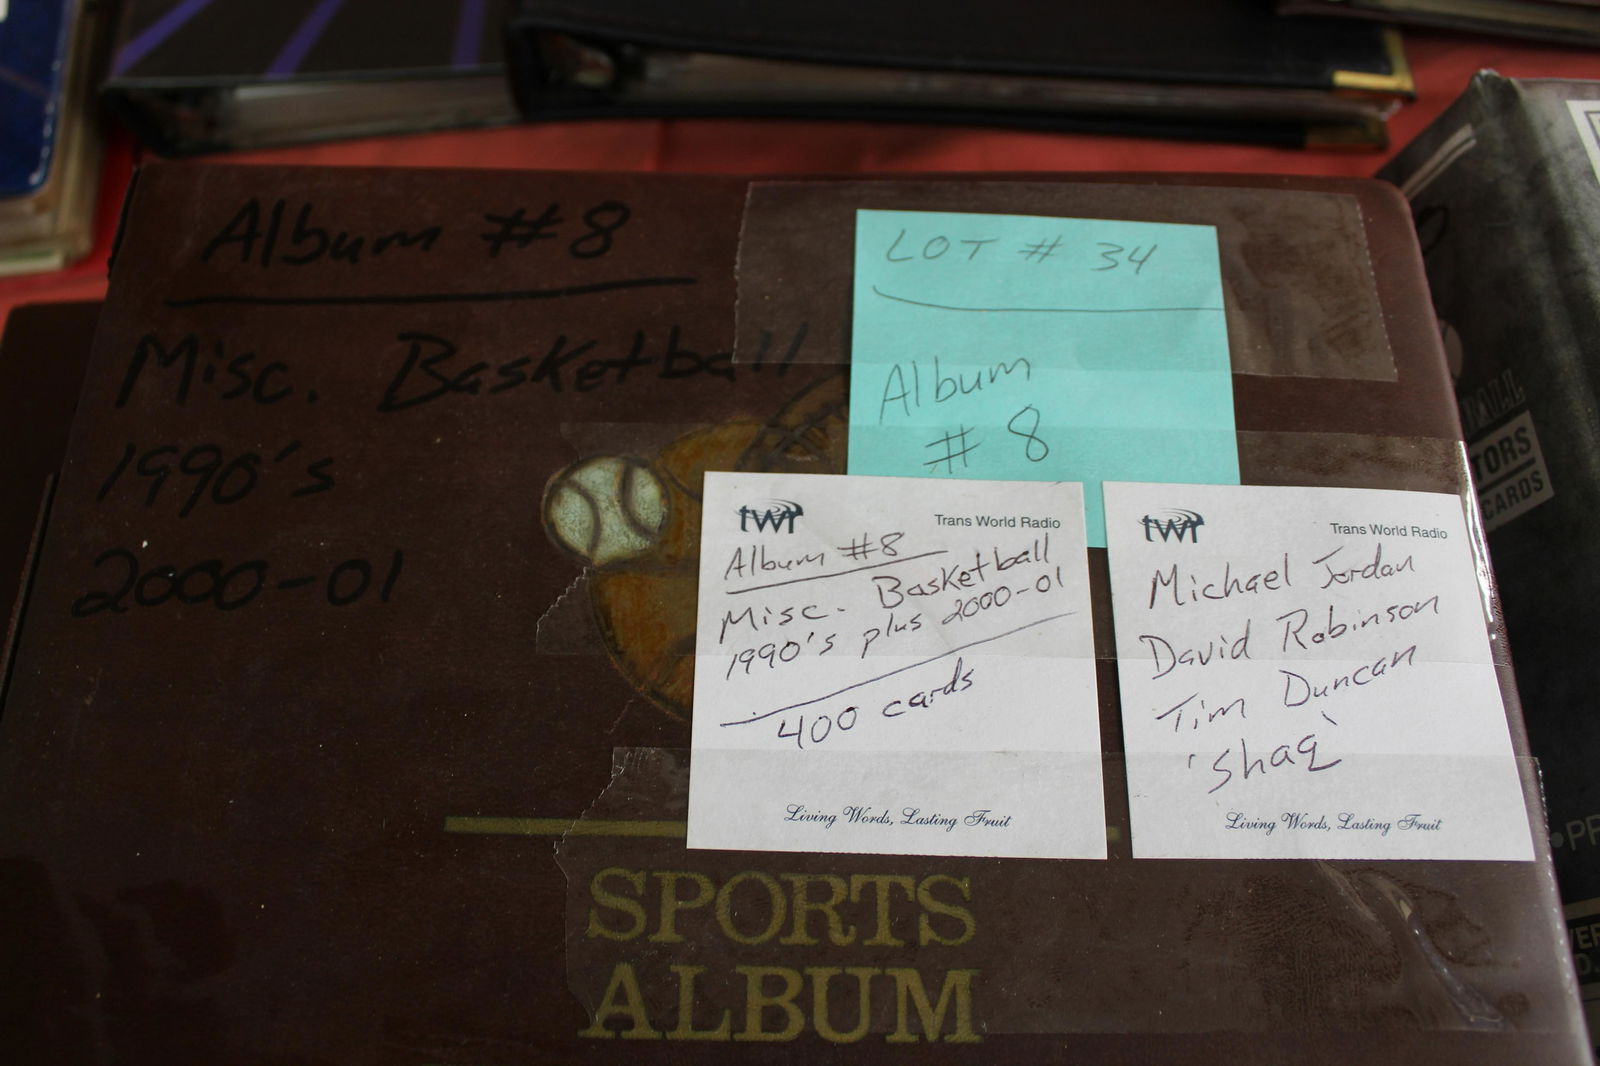 Album #8
Misc. Basketball
1990's
2000-01
LOT # 34
Album
# 8
twr Trans World Radio
Album #8
Misc. Basketball
1990's plus 2000-01
400 cards
Living Words, Lasting Fruit
twr Trans World Radio
Michael Jordan
David Robinson
Tim Duncan
'Shaq'
Living Words, Lasting Fruit
SPORTS
ALBUM
TORS
CARDS